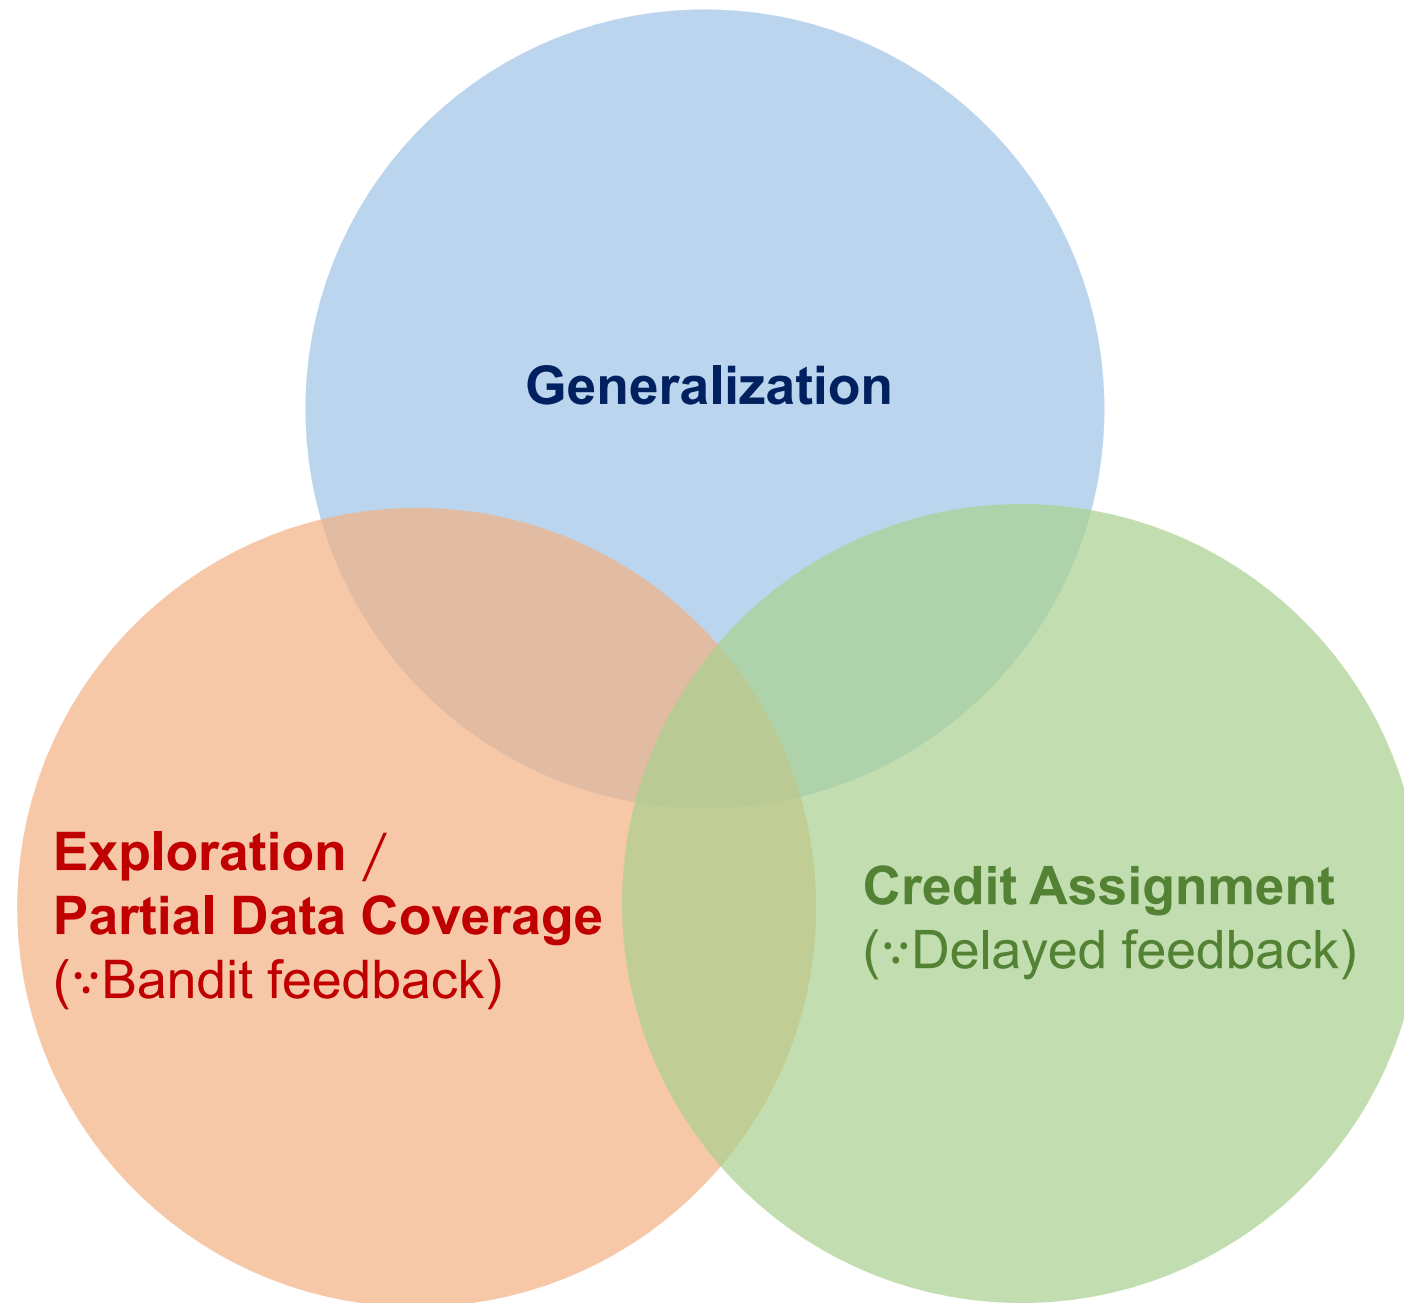 Generalization
Exploration /
Partial Data Coverage
(∵Bandit feedback)
Credit Assignment
(∵Delayed feedback)